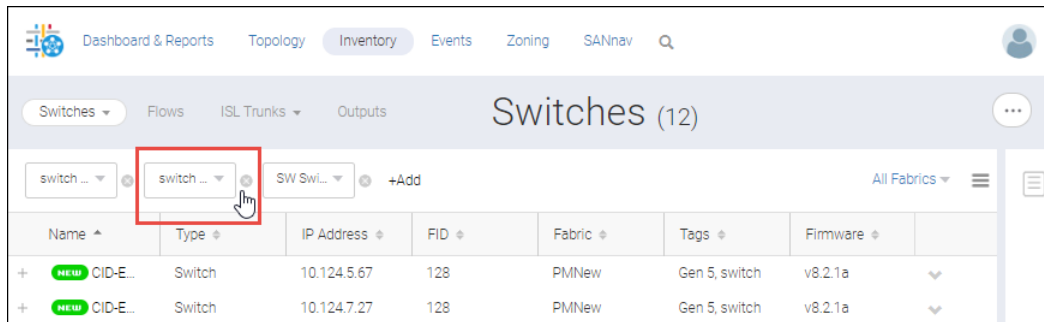 Dashboard & Reports Topology Inventory Events Zoning SANnav
Switches Flows ISL Trunks Outputs Switches (12)
switch ... switch ... SW Swi... +Add All Fabrics
Name Type IP Address FID Fabric Tags Firmware
+ NEW CID-E... Switch 10.124.5.67 128 PMNew Gen 5, switch v8.2.1a
+ NEW CID-E... Switch 10.124.7.27 128 PMNew Gen 5, switch v8.2.1a